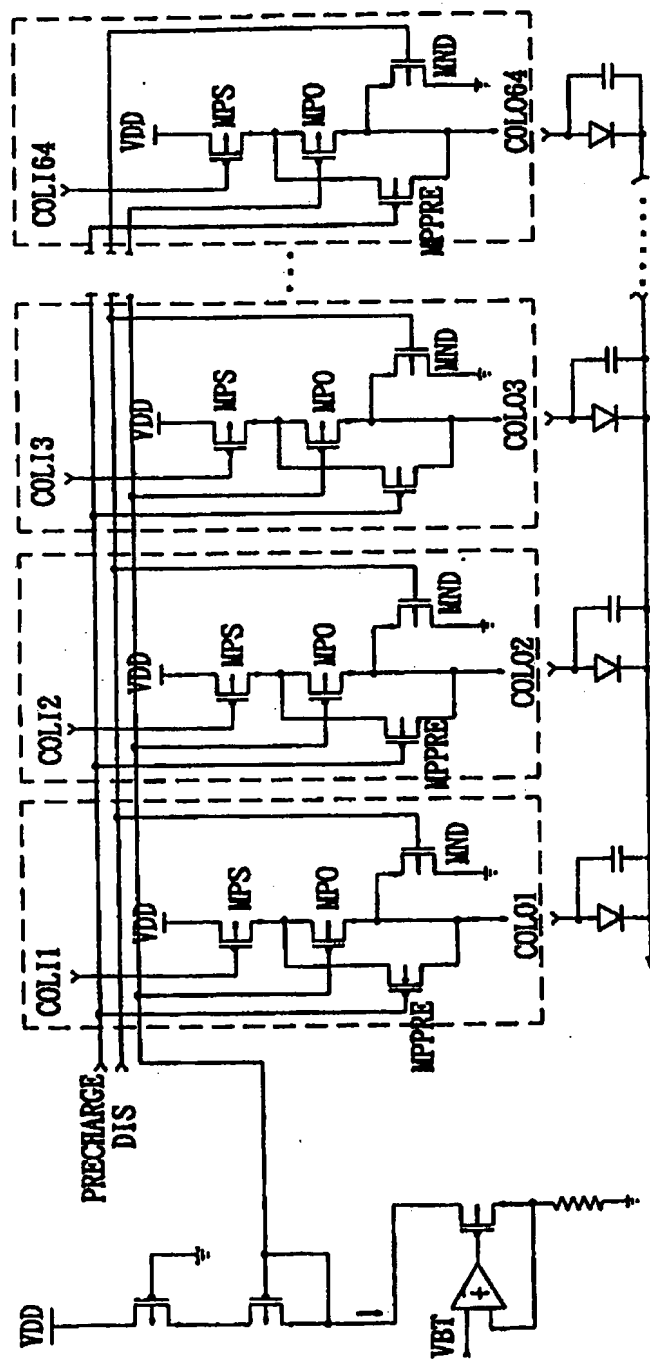 COLI1
COLI2
COLI3
COLI64
PRECHARGE
DIS
VDD
VDD
VDD
VDD
VDD
MPS
MPS
MPS
MPS
MPO
MPO
MPO
MPO
MPPRE
MPPRE
MPPRE
MND
MND
MND
MND
COLO1
COLO2
COLO3
COLO64
VBT
+